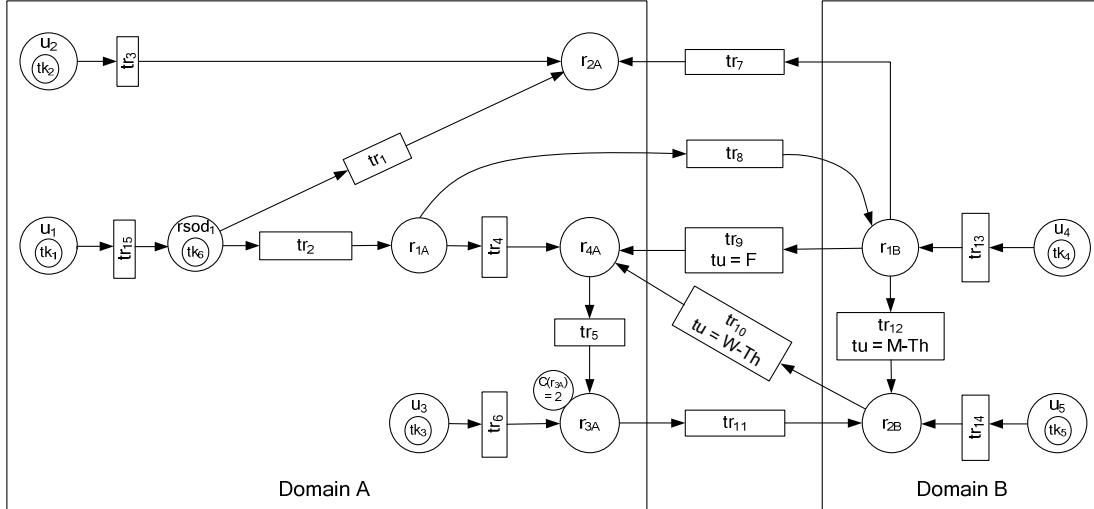 u₂
tk₂
tr₃
r₂A
tr₇
tr₁
tr₈
u₁
tk₁
tr₁₅
rsod₁
tk₆
tr₂
r₁A
tr₄
r₄A
tr₉
tu = F
r₁B
tr₁₃
u₄
tk₄
tr₅
tr₁₀
tu = W-Th
tr₁₂
tu = M-Th
C(r₃A)
= 2
u₃
tk₃
tr₆
r₃A
tr₁₁
r₂B
tr₁₄
u₅
tk₅
Domain A
Domain B